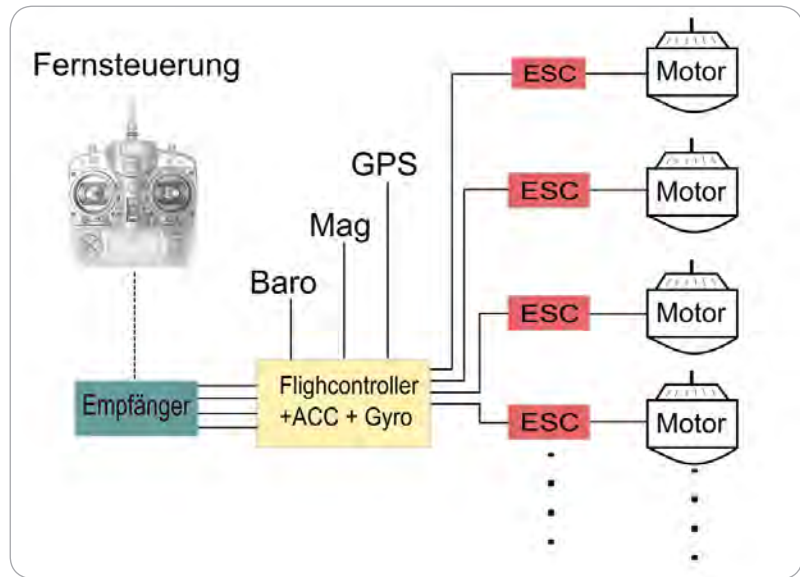 Fernsteuerung
GPS
Mag
Baro
Empfänger
Flighcontroller
+ACC + Gyro
ESC
Motor
ESC
Motor
ESC
Motor
ESC
Motor